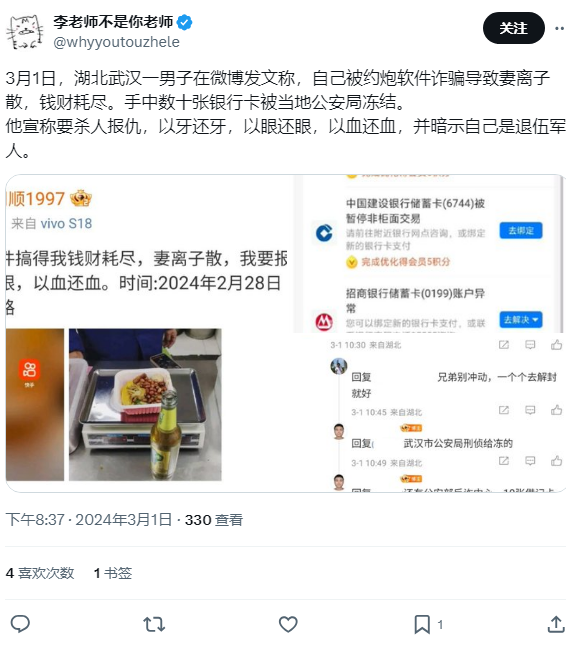 李老师不是你老师
@whyyoutouzhele
关注
3月1日，湖北武汉一男子在微博发文称，自己被约炮软件诈骗导致妻离子
散，钱财耗尽。手中数十张银行卡被当地公安局冻结。
他宣称要杀人报仇，以牙还牙，以眼还眼，以血还血，并暗示自己是退伍军
人。
顺1997
来自 vivo S18
件搞得我钱财耗尽，妻离子散，我要报
眼，以血还血。时间:2024年2月28日
路
快手
完成优化得会员5积分
中国建设银行储蓄卡(6744)被
暂停非柜面交易
请前往附近银行网点咨询，或绑定
新的银行卡支付
去绑定
完成优化得会员5积分
招商银行储蓄卡(0199)账户异
常
您可以绑定新的银行卡支付，或联
去解决
3-1 10:30 来自湖北
回复 兄弟别冲动，一个个去解封
就好
3-1 10:45 来自湖北
回复( 武汉市公安局刑侦给冻的
3-1 10:49 来自湖北
回复
下午8:37 · 2024年3月1日 · 330 查看
4 喜欢次数 1 书签
1